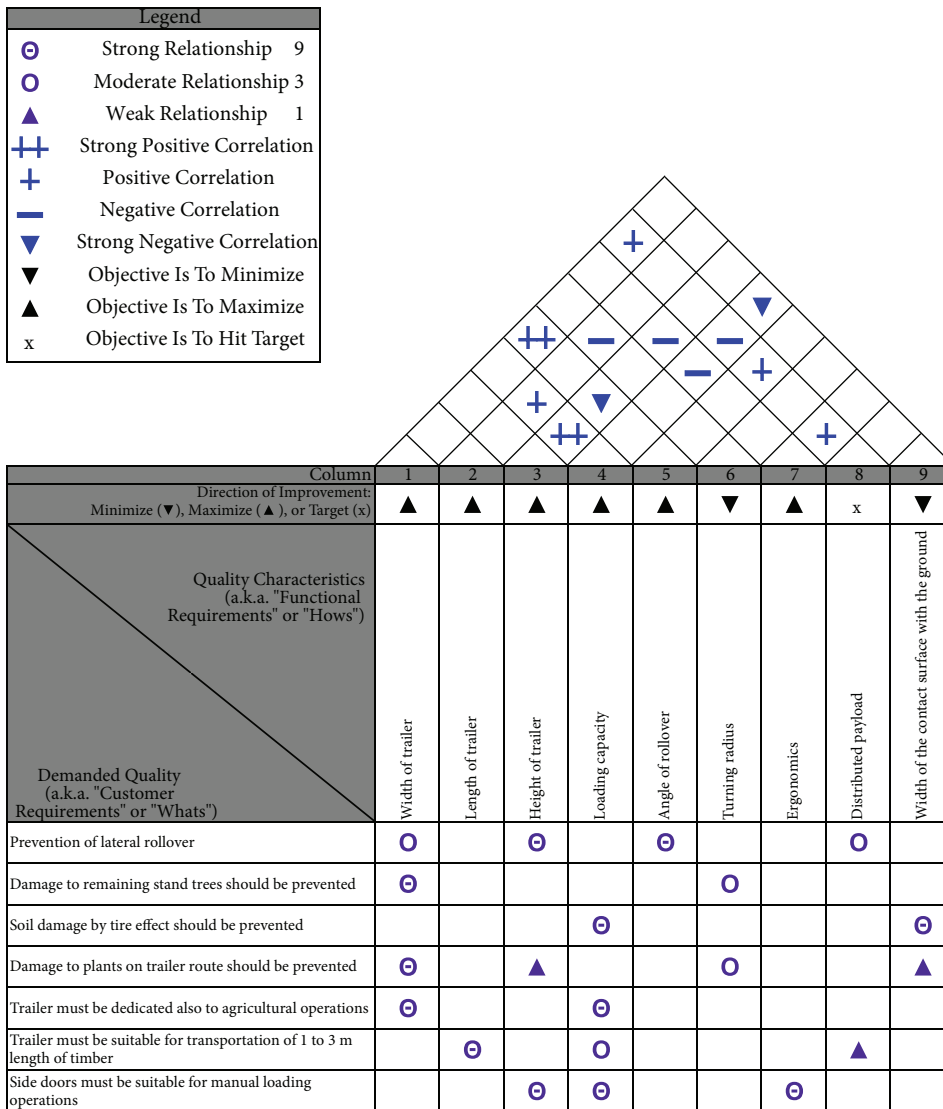 Legend
Strong Relationship 9
Moderate Relationship 3
Weak Relationship 1
Strong Positive Correlation
Positive Correlation
Negative Correlation
Strong Negative Correlation
Objective Is To Minimize
Objective Is To Maximize
x Objective Is To Hit Target
Column 1 2 3 4 5 6 7 8 9
Direction of Improvement:
Minimize (▼), Maximize (▲), or Target (x)
x
Quality Characteristics
(a.k.a. "Functional
Requirements" or "Hows")
Demanded Quality
(a.k.a. "Customer
Requirements" or "Whats")
Width of trailer
Length of trailer
Height of trailer
Loading capacity
Angle of rollover
Turning radius
Ergonomics
Distributed payload
Width of the contact surface with the ground
Prevention of lateral rollover
Damage to remaining stand trees should be prevented
Soil damage by tire effect should be prevented
Damage to plants on trailer route should be prevented
Trailer must be dedicated also to agricultural operations
Trailer must be suitable for transportation of 1 to 3 m
length of timber
Side doors must be suitable for manual loading
operations